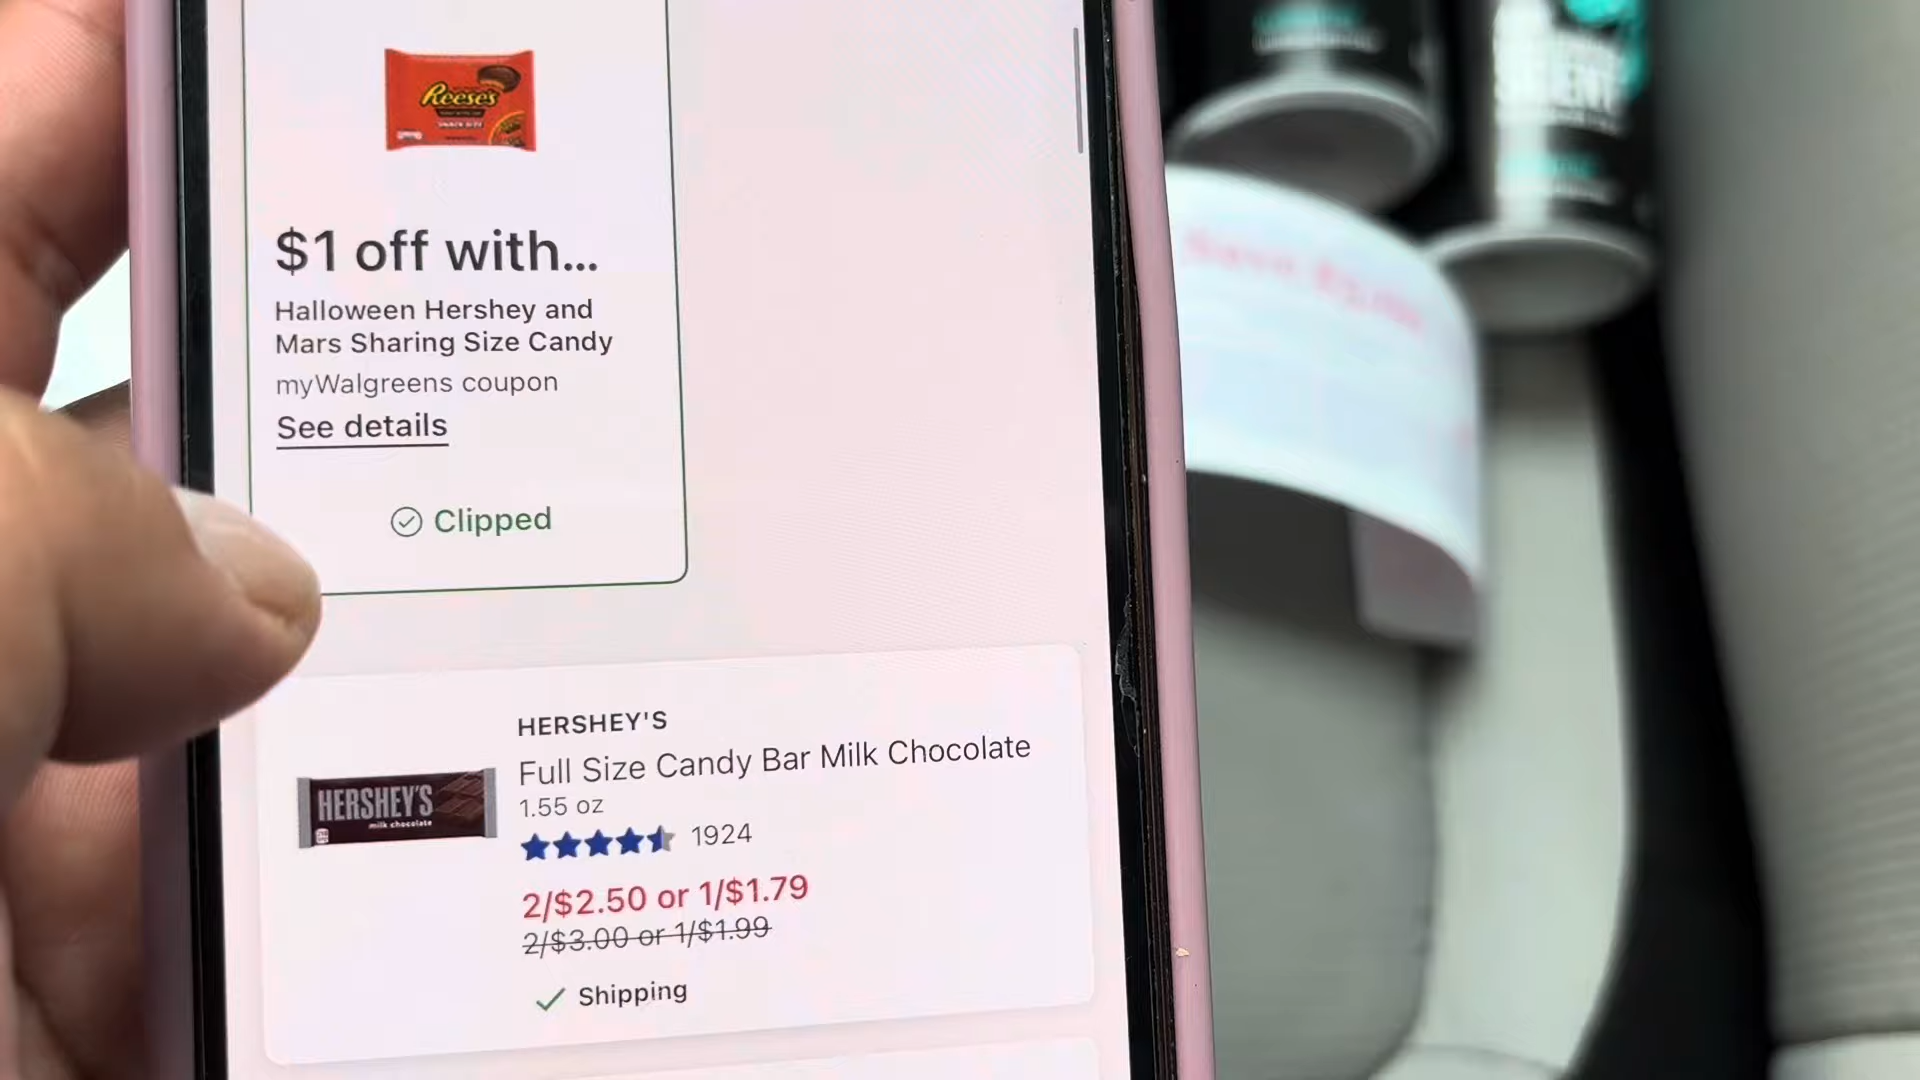 Reese's
SNACK SIZE
$1 off with...
Halloween Hershey and
Mars Sharing Size Candy
myWalgreens coupon
See details
Clipped
HERSHEY'S
Full Size Candy Bar Milk Chocolate
1.55 oz
HERSHEY'S
milk chocolate
1924
2/$2.50 or 1/$1.79
2/$3.00 or 1/$1.99
Shipping